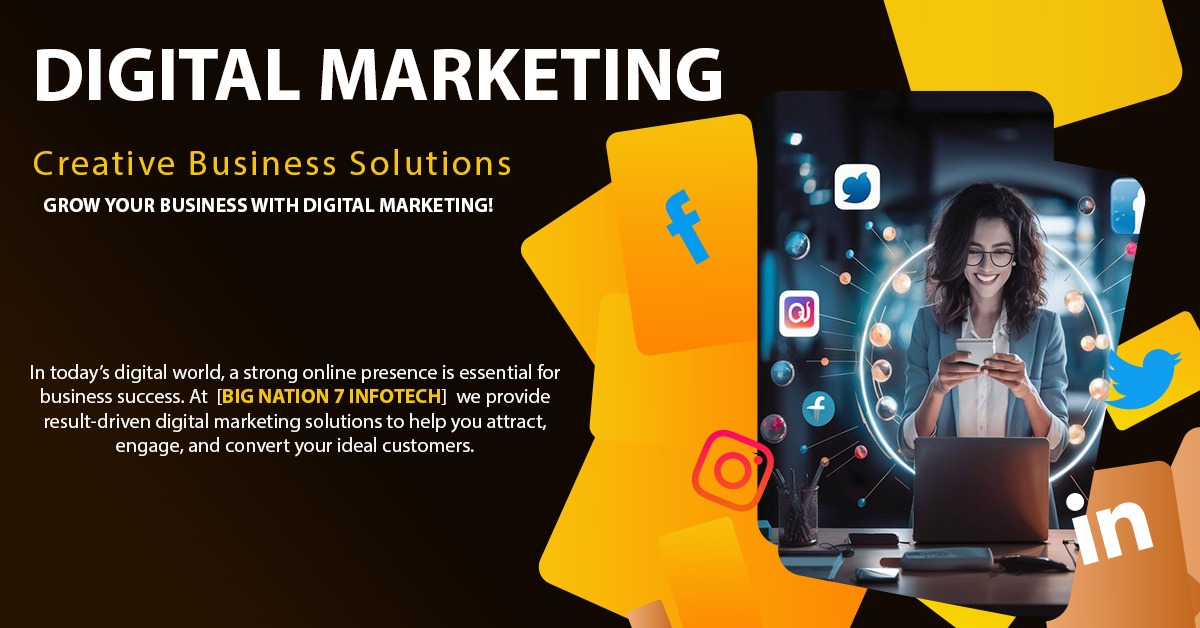 DIGITAL MARKETING
Creative Business Solutions
GROW YOUR BUSINESS WITH DIGITAL MARKETING!
In today’s digital world, a strong online presence is essential for
business success. At [BIG NATION 7 INFOTECH] we provide
result-driven digital marketing solutions to help you attract,
engage, and convert your ideal customers.
in